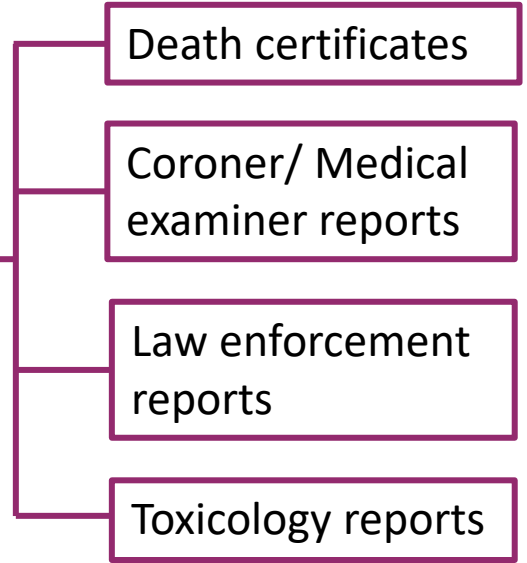 Death certificates
Coroner/ Medical
examiner reports
Law enforcement
reports
Toxicology reports